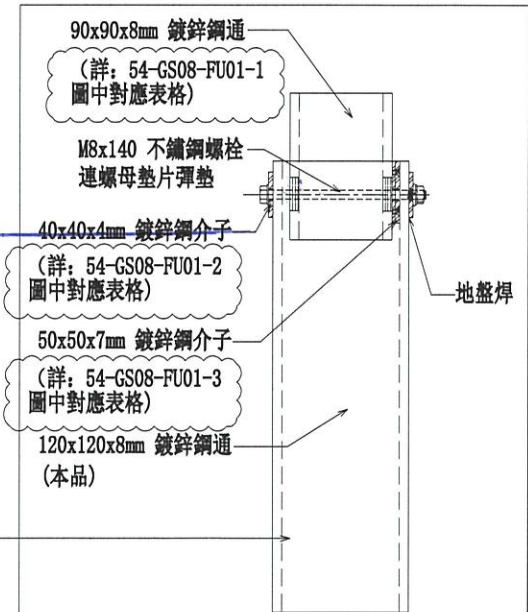 90x90x8mm 鍍鋅鋼通
(詳: 54-GS08-FU01-1
圖中對應表格)
M8x140 不鏽鋼螺栓
連螺母墊片彈墊
40x40x4mm 鍍鋅鋼介子
(詳: 54-GS08-FU01-2
圖中對應表格)
地盤焊
50x50x7mm 鍍鋅鋼介子
(詳: 54-GS08-FU01-3
圖中對應表格)
120x120x8mm 鍍鋅鋼通
(本品)